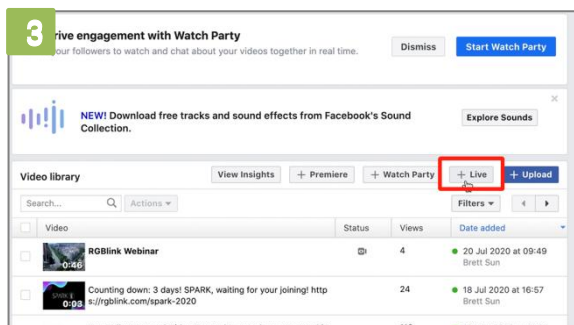 3
rive engagement with Watch Party
our followers to watch and chat about your videos together in real time.
Dismiss
Start Watch Party
NEW! Download free tracks and sound effects from Facebook's Sound
Collection.
Explore Sounds
Video library
View Insights
+ Premiere
+ Watch Party
+ Live
+ Upload
Search...
Actions
Filters
Video
Status
Views
Date added
0:46
RGBlink Webinar
4
20 Jul 2020 at 09:49
Brett Sun
0:03
Counting down: 3 days! SPARK, waiting for your joining! http
s://rgblink.com/spark-2020
24
18 Jul 2020 at 16:57
Brett Sun